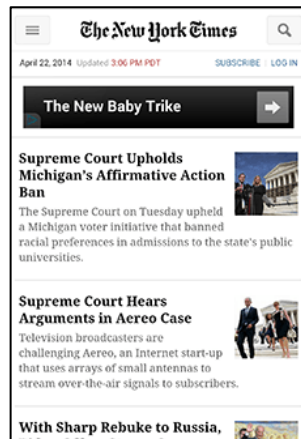 The New York Times
April 22, 2014 Updated 3:06 PM PDT SUBSCRIBE LOG IN
The New Baby Trike
Supreme Court Upholds
Michigan's Affirmative Action
Ban
The Supreme Court on Tuesday upheld
a Michigan voter initiative that banned
racial preferences in admissions to the state's public
universities.
Supreme Court Hears
Arguments in Aereo Case
Television broadcasters are
challenging Aereo, an Internet start-up
that uses arrays of small antennas to
stream over-the-air signals to subscribers.
With Sharp Rebuke to Russia,